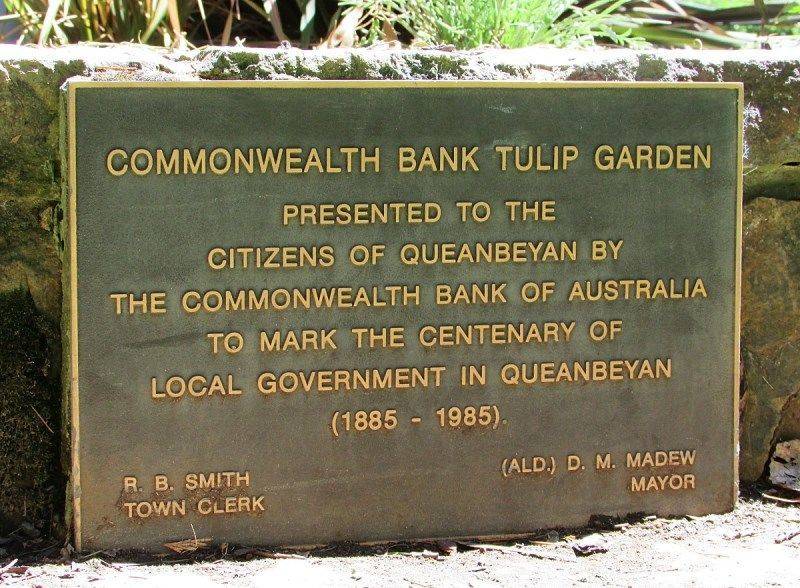 COMMONWEALTH BANK TULIP GARDEN
PRESENTED TO THE
CITIZENS OF QUEANBEYAN BY
THE COMMONWEALTH BANK OF AUSTRALIA
TO MARK THE CENTENARY OF
LOCAL GOVERNMENT IN QUEANBEYAN
(1885 - 1985).
R. B. SMITH
TOWN CLERK
(ALD.) D. M. MADEW
MAYOR